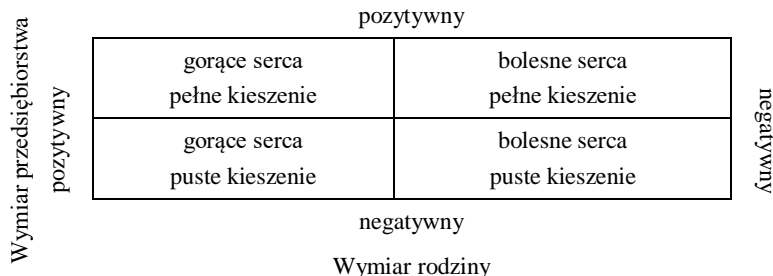 pozytywny
Wymiar przedsiębiorstwa
pozytywny
gorące serca
pełne kieszenie
bolesne serca
pełne kieszenie
gorące serca
puste kieszenie
bolesne serca
puste kieszenie
negatywny
negatywny
Wymiar rodziny